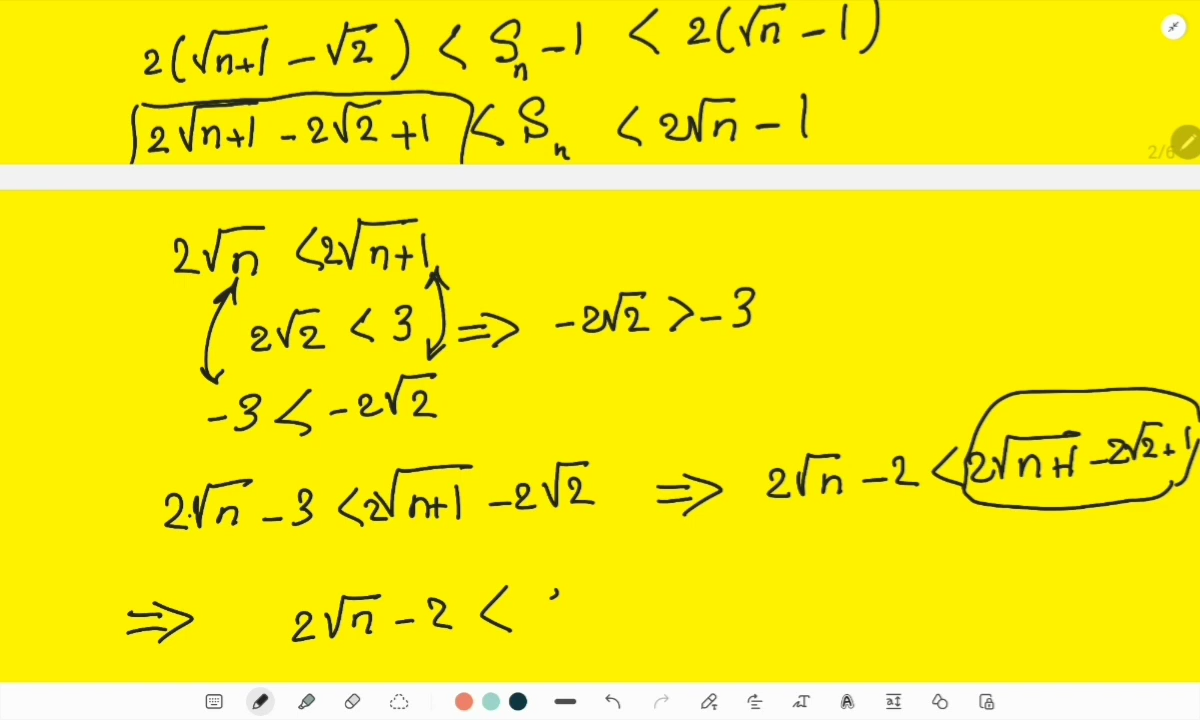 2(√n+1 - √2) < Sₙ - 1 < 2(√n - 1)
2√n+1 - 2√2 + 1 < Sₙ < 2√n - 1
2/6
2√n < 2√n+1
2√2 < 3 ⇒ -2√2 > -3
-3 < -2√2
2√n - 3 < 2√n+1 - 2√2 ⇒ 2√n - 2 < 2√n+1 - 2√2 + 1
⇒ 2√n - 2 <